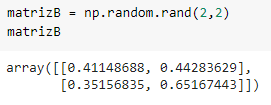 matrizB = np.random.rand(2,2)
matrizB
array([[0.41148688, 0.44283629],
[0.35156835, 0.65167443]])